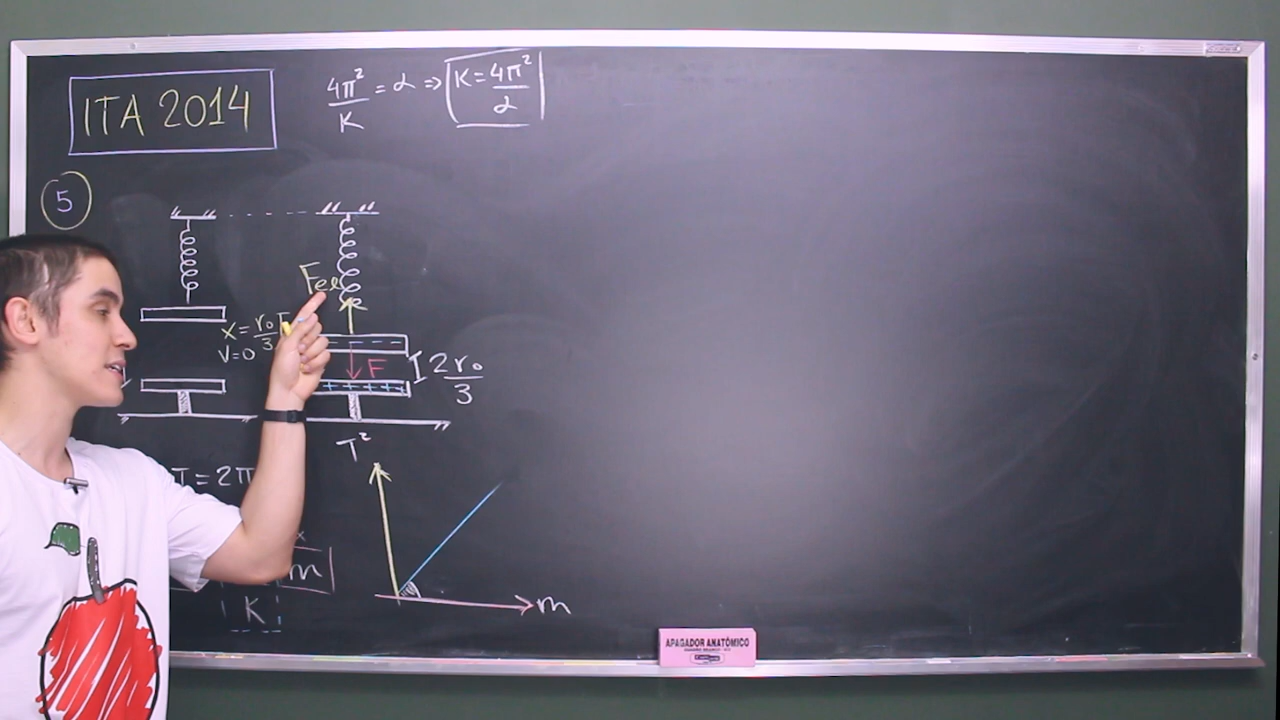 ITA 2014
4π²/K = α ⇒ K = 4π²/α
5
Fel
x = r₀/3
v = 0
F
2r₀/3
T²
T = 2π
m
K
m
APAGADOR ANATÔMICO